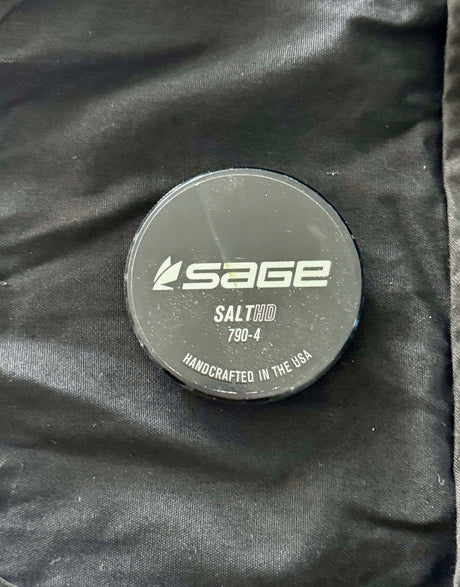 SAGE
SALTHD
790-4
HANDCRAFTED IN THE USA